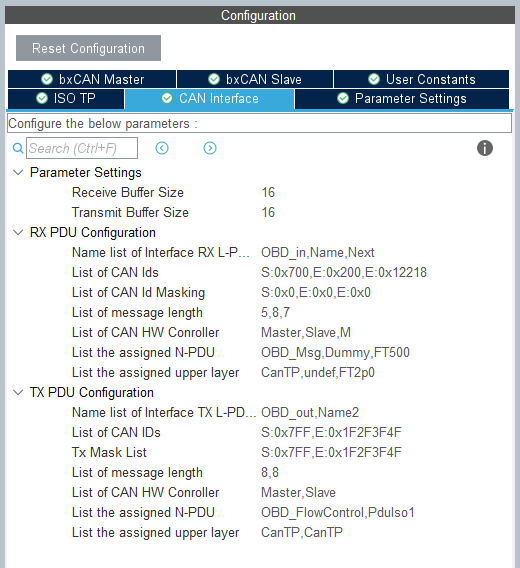 Configuration
Reset Configuration
bxCAN Master bxCAN Slave User Constants
ISO TP CAN Interface Parameter Settings
Configure the below parameters :
Search (Ctrl+F)
Parameter Settings
Receive Buffer Size 16
Transmit Buffer Size 16
RX PDU Configuration
Name list of Interface RX L-P... OBD_in,Name,Next
List of CAN Ids S:0x700,E:0x200,E:0x12218
List of CAN Id Masking S:0x0,E:0x0,E:0x0
List of message length 5,8,7
List of CAN HW Conroller Master,Slave,M
List the assigned N-PDU OBD_Msg,Dummy,FT500
List the assigned upper layer CanTP,undef,FT2p0
TX PDU Configuration
Name list of Interface TX L-PD... OBD_out,Name2
List of CAN IDs S:0x7FF,E:0x1F2F3F4F
Tx Mask List S:0x7FF,E:0x1F2F3F4F
List of message length 8,8
List of CAN HW Conroller Master,Slave
List the assigned N-PDU OBD_FlowControl,PduIso1
List the assigned upper layer CanTP,CanTP